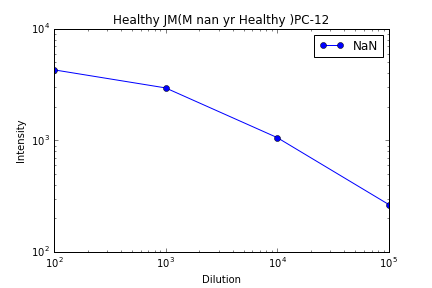 Healthy JM(M nan yr Healthy )PC-12
NaN
10^4
10^3
10^2
Intensity
10^2 10^3 10^4 10^5
Dilution